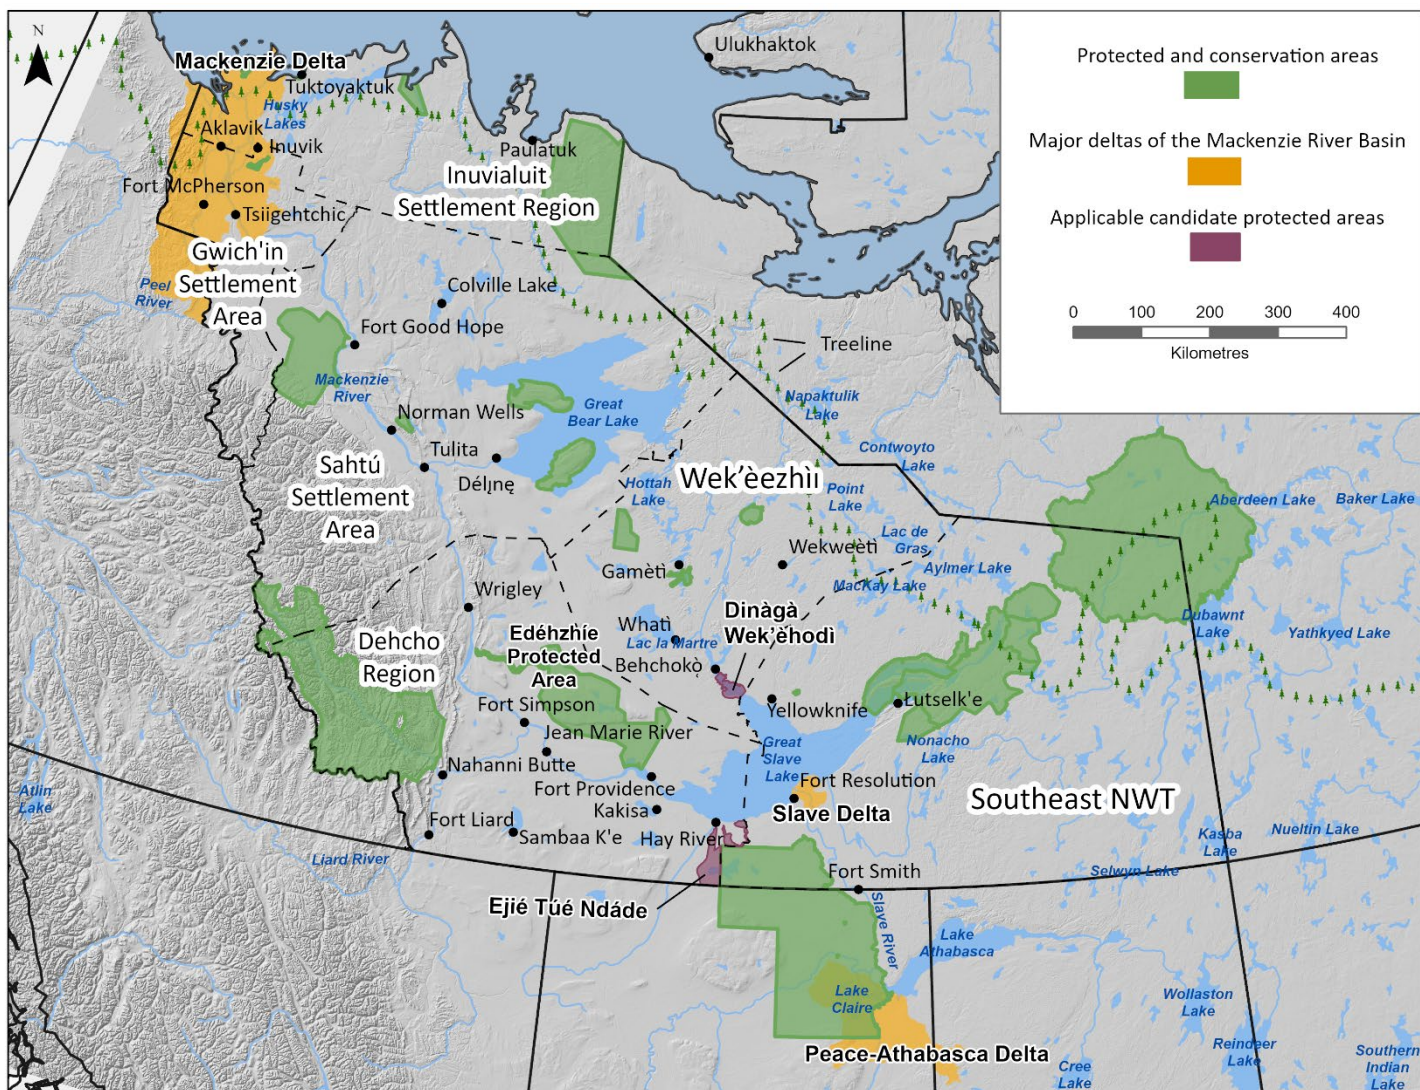 N
Mackenzie Delta
Tuktoyaktuk
Husky
Lakes
Aklavik
Inuvik
Fort McPherson
Tsiigehtchic
Gwich'in
Settlement
Area
Peel
River
Ulukhaktok
Paulatuk
Inuvialuit
Settlement Region
Protected and conservation areas
Major deltas of the Mackenzie River Basin
Applicable candidate protected areas
0 100 200 300 400
Kilometres
Colville Lake
Fort Good Hope
Mackenzie
River
Norman Wells
Great
Bear Lake
Treeline
Napaktulik
Lake
Contwoyto
Lake
Tulita
Délı̨nę
Sahtú
Settlement
Area
Hottah
Lake
Wek'èezhìı
Point
Lake
Lac de
Gras
Aberdeen Lake
Baker Lake
Wekweètì
Gamètì
Aylmer Lake
MacKay Lake
Wrigley
Dinàgà
Wek'èhodì
Whatì
Lac la Martre
Dubawnt
Lake
Yathkyed Lake
Dehcho
Region
Edéhzhíe
Protected
Area
Behchokǫ̀
Fort Simpson
Yellowknife
Łutselk'e
Jean Marie River
Great
Slave
Lake
Nonacho
Lake
Nahanni Butte
Fort Providence
Fort Resolution
Atlin
Lake
Kakisa
Slave Delta
Southeast NWT
Fort Liard
Sambaa K'e
Hay River
Kasba
Lake
Nueltin Lake
Liard River
Fort Smith
Selwyn Lake
Ejié Túé Ndáde
Slave River
Lake
Athabasca
Lake
Claire
Wollaston
Lake
Peace-Athabasca Delta
Cree
Lake
Reindeer
Lake
Southern
Indian
Lake